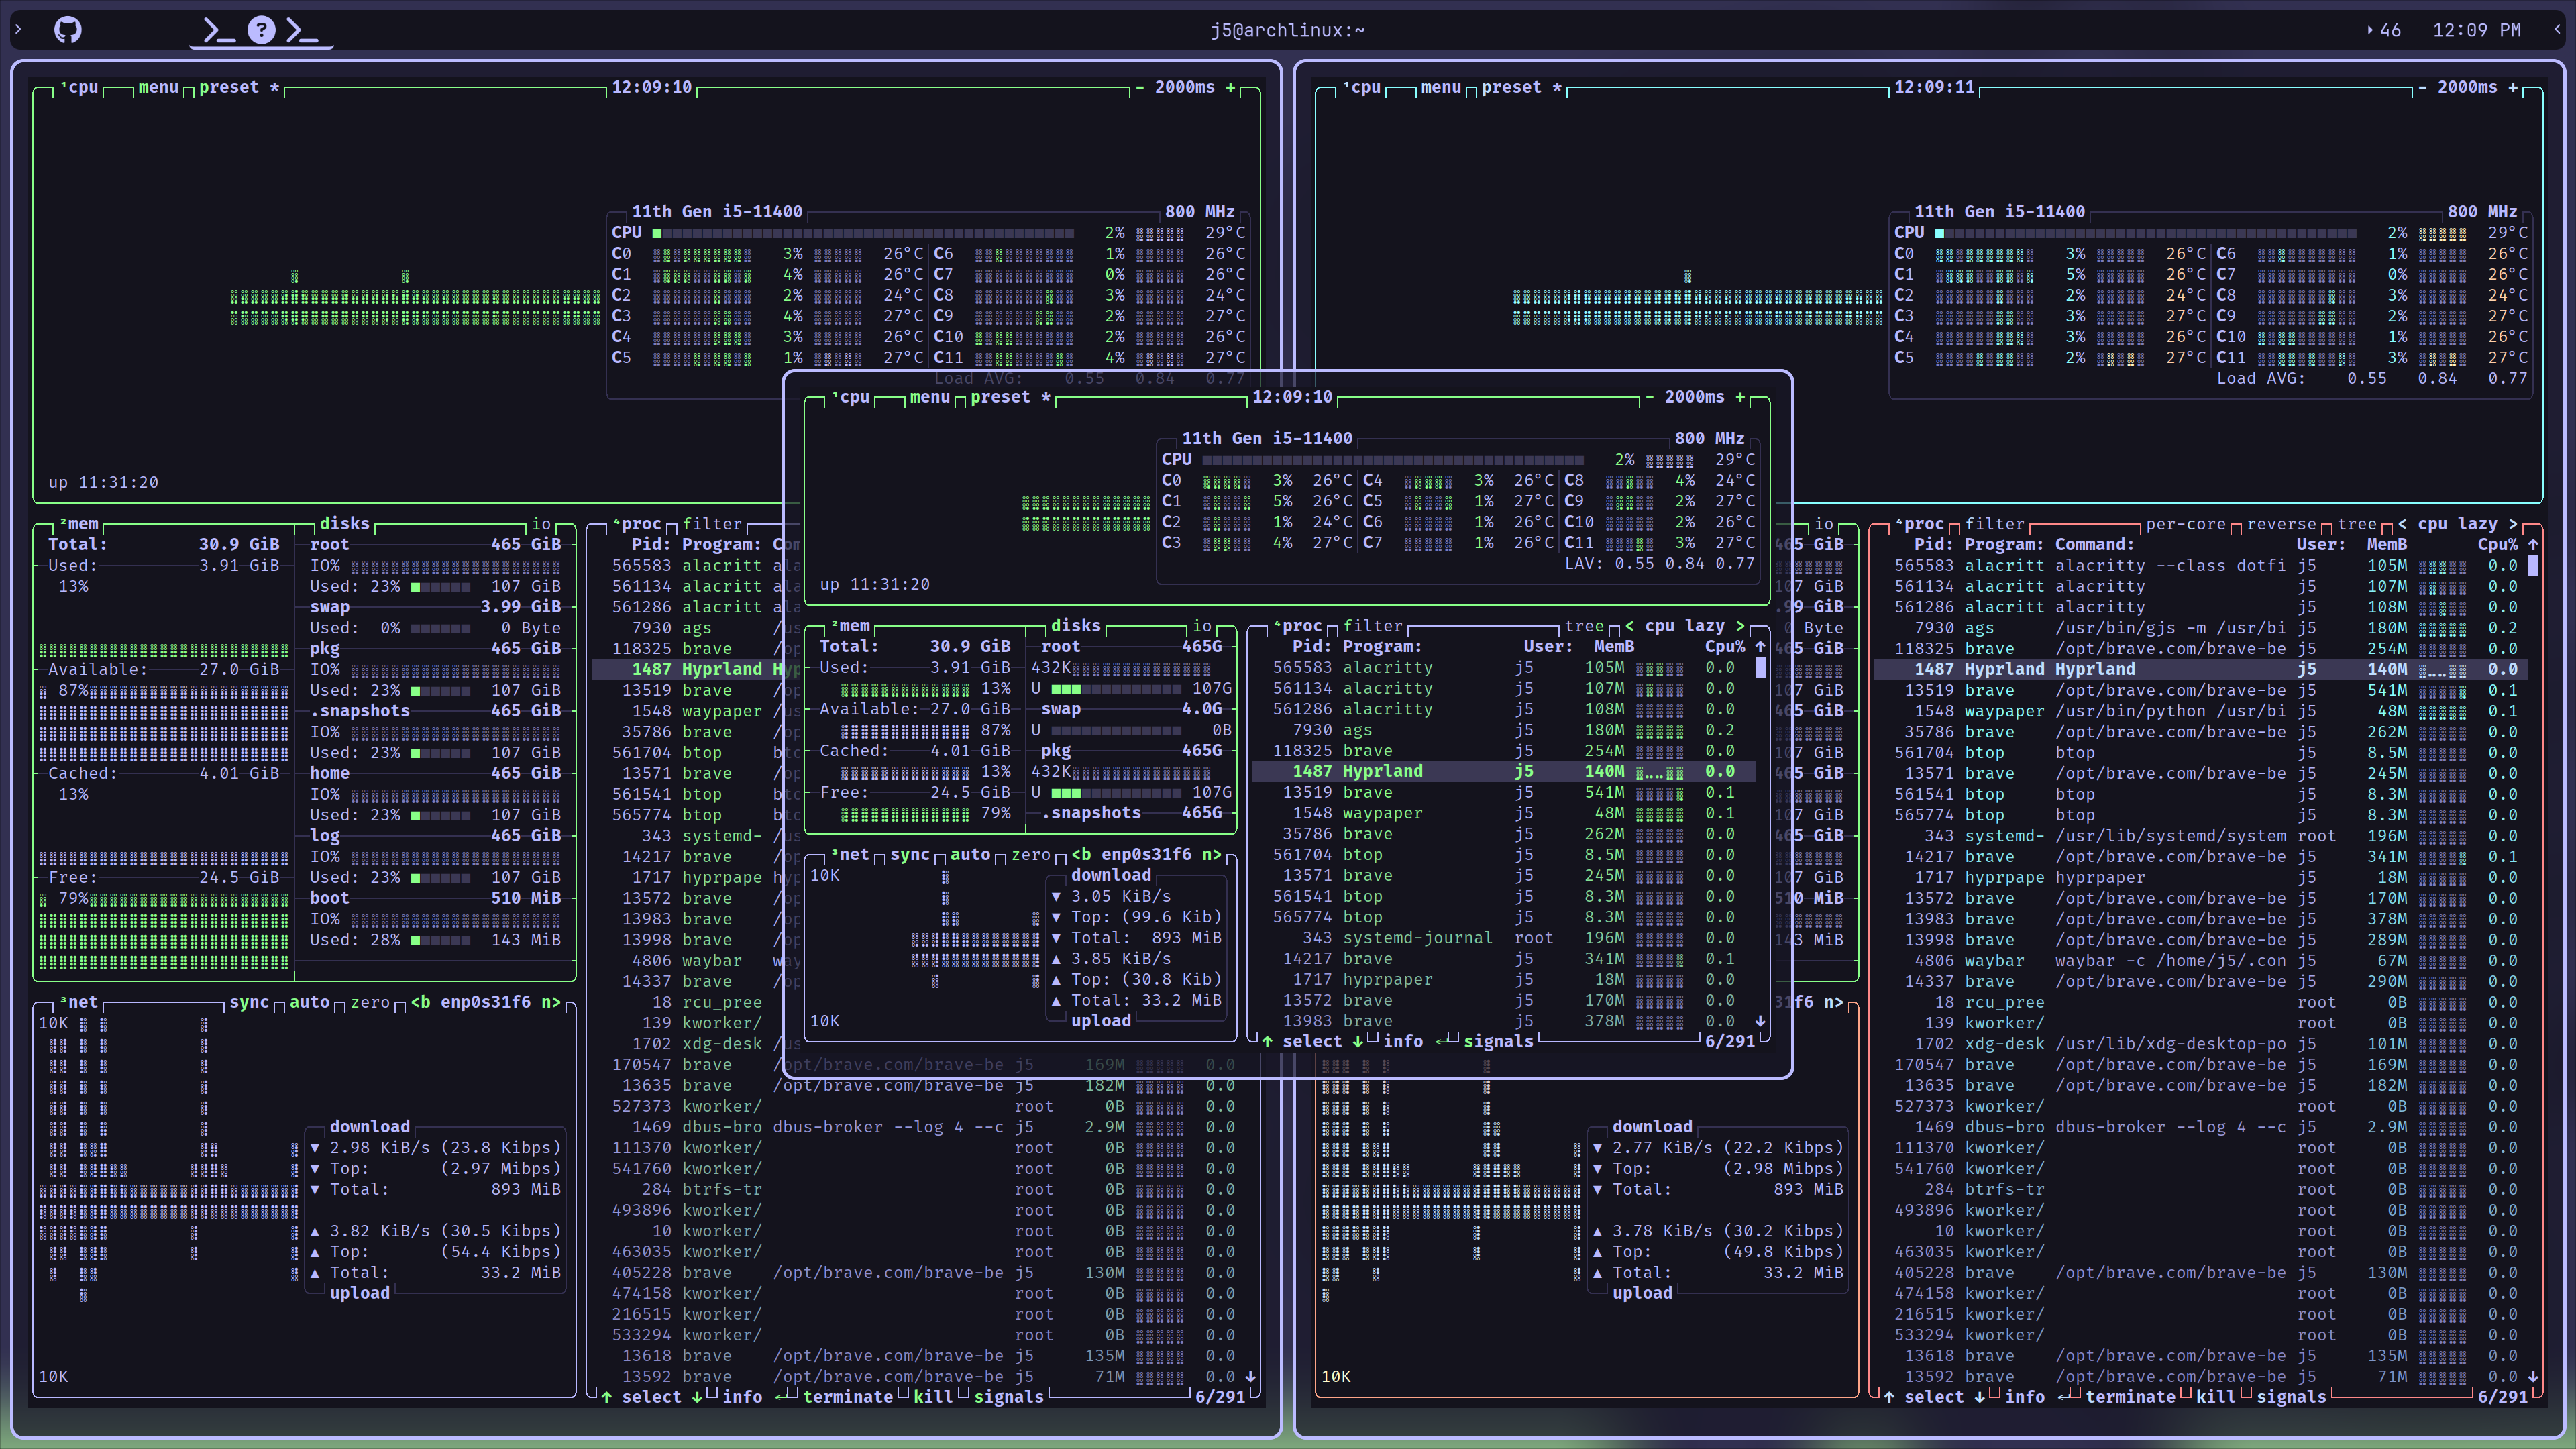 j5@archlinux:~
46 12:09 PM
¹cpu menu preset * 12:09:10 - 2000ms +
11th Gen i5-11400 800 MHz
CPU 2% 29°C
C0 3% 26°C C6 1% 26°C
C1 4% 26°C C7 0% 26°C
C2 2% 24°C C8 3% 24°C
C3 4% 27°C C9 2% 27°C
C4 3% 26°C C10 2% 26°C
C5 1% 27°C C11 4% 27°C
Load AVG: 0.55 0.84 0.77
up 11:31:20
²mem disks io
Total: 30.9 GiB
Used: 3.91 GiB
13%
Available: 27.0 GiB
87%
Cached: 4.01 GiB
13%
Free: 24.5 GiB
79%
root 465 GiB
IO%
Used: 23% 107 GiB
swap 3.99 GiB
Used: 0% 0 Byte
pkg 465 GiB
IO%
Used: 23% 107 GiB
.snapshots 465 GiB
IO%
Used: 23% 107 GiB
home 465 GiB
IO%
Used: 23% 107 GiB
log 465 GiB
IO%
Used: 23% 107 GiB
boot 510 MiB
IO%
Used: 28% 143 MiB
³net sync auto zero <b enp0s31f6 n>
10K
download
▼ 2.98 KiB/s (23.8 Kibps)
▼ Top: (2.97 Mibps)
▼ Total: 893 MiB
▲ 3.82 KiB/s (30.5 Kibps)
▲ Top: (54.4 Kibps)
▲ Total: 33.2 MiB
upload
10K
⁴proc filter
Pid: Program:
565583 alacritt
561134 alacritt
561286 alacritt
7930 ags
118325 brave
1487 Hyprland
13519 brave
1548 waypaper
35786 brave
561704 btop
13571 brave
561541 btop
565774 btop
343 systemd-
14217 brave
1717 hyprpape
13572 brave
13983 brave
13998 brave
4806 waybar
14337 brave
18 rcu_pree
139 kworker/
1702 xdg-desk
170547 brave /opt/brave.com/brave-be j5 169M 0.0
13635 brave /opt/brave.com/brave-be j5 182M 0.0
527373 kworker/ root 0B 0.0
1469 dbus-bro dbus-broker --log 4 --c j5 2.9M 0.0
111370 kworker/ root 0B 0.0
541760 kworker/ root 0B 0.0
284 btrfs-tr root 0B 0.0
493896 kworker/ root 0B 0.0
10 kworker/ root 0B 0.0
463035 kworker/ root 0B 0.0
405228 brave /opt/brave.com/brave-be j5 130M 0.0
474158 kworker/ root 0B 0.0
216515 kworker/ root 0B 0.0
533294 kworker/ root 0B 0.0
13618 brave /opt/brave.com/brave-be j5 135M 0.0
13592 brave /opt/brave.com/brave-be j5 71M 0.0 ↓
↑ select ↓ info ↵ terminate kill signals 6/291
¹cpu menu preset * 12:09:10 - 2000ms +
11th Gen i5-11400 800 MHz
CPU 2% 29°C
C0 3% 26°C C4 3% 26°C C8 4% 24°C
C1 5% 26°C C5 1% 27°C C9 2% 27°C
C2 1% 24°C C6 1% 26°C C10 2% 26°C
C3 4% 27°C C7 1% 26°C C11 3% 27°C
LAV: 0.55 0.84 0.77
up 11:31:20
²mem disks io
Total: 30.9 GiB
Used: 3.91 GiB
13%
Available: 27.0 GiB
87%
Cached: 4.01 GiB
13%
Free: 24.5 GiB
79%
root 465G
432K
U 107G
swap 4.0G
U 0B
pkg 465G
432K
U 107G
.snapshots 465G
³net sync auto zero <b enp0s31f6 n>
10K
download
▼ 3.05 KiB/s
▼ Top: (99.6 Kib)
▼ Total: 893 MiB
▲ 3.85 KiB/s
▲ Top: (30.8 Kib)
▲ Total: 33.2 MiB
upload
10K
⁴proc filter tree < cpu lazy >
Pid: Program: User: MemB Cpu% ↑
565583 alacritty j5 105M 0.0
561134 alacritty j5 107M 0.0
561286 alacritty j5 108M 0.0
7930 ags j5 180M 0.2
118325 brave j5 254M 0.0
1487 Hyprland j5 140M 0.0
13519 brave j5 541M 0.1
1548 waypaper j5 48M 0.1
35786 brave j5 262M 0.0
561704 btop j5 8.5M 0.0
13571 brave j5 245M 0.0
561541 btop j5 8.3M 0.0
565774 btop j5 8.3M 0.0
343 systemd-journal root 196M 0.0
14217 brave j5 341M 0.1
1717 hyprpaper j5 18M 0.0
13572 brave j5 170M 0.0
13983 brave j5 378M 0.0 ↓
↑ select ↓ info ↵ signals 6/291
¹cpu menu preset * 12:09:11 - 2000ms +
11th Gen i5-11400 800 MHz
CPU 2% 29°C
C0 3% 26°C C6 1% 26°C
C1 5% 26°C C7 0% 26°C
C2 2% 24°C C8 3% 24°C
C3 3% 27°C C9 2% 27°C
C4 3% 26°C C10 1% 26°C
C5 2% 27°C C11 3% 27°C
Load AVG: 0.55 0.84 0.77
io
GiB
107 GiB
GiB
Byte
GiB
107 GiB
GiB
107 GiB
GiB
107 GiB
GiB
107 GiB
510 MiB
143 MiB
n>
download
▼ 2.77 KiB/s (22.2 Kibps)
▼ Top: (2.98 Mibps)
▼ Total: 893 MiB
▲ 3.78 KiB/s (30.2 Kibps)
▲ Top: (49.8 Kibps)
▲ Total: 33.2 MiB
upload
10K
⁴proc filter per-core reverse tree < cpu lazy >
Pid: Program: Command: User: MemB Cpu% ↑
565583 alacritt alacritty --class dotfi j5 105M 0.0
561134 alacritt alacritty j5 107M 0.0
561286 alacritt alacritty j5 108M 0.0
7930 ags /usr/bin/gjs -m /usr/bi j5 180M 0.2
118325 brave /opt/brave.com/brave-be j5 254M 0.0
1487 Hyprland Hyprland j5 140M 0.0
13519 brave /opt/brave.com/brave-be j5 541M 0.1
1548 waypaper /usr/bin/python /usr/bi j5 48M 0.1
35786 brave /opt/brave.com/brave-be j5 262M 0.0
561704 btop btop j5 8.5M 0.0
13571 brave /opt/brave.com/brave-be j5 245M 0.0
561541 btop btop j5 8.3M 0.0
565774 btop btop j5 8.3M 0.0
343 systemd- /usr/lib/systemd/system root 196M 0.0
14217 brave /opt/brave.com/brave-be j5 341M 0.1
1717 hyprpape hyprpaper j5 18M 0.0
13572 brave /opt/brave.com/brave-be j5 170M 0.0
13983 brave /opt/brave.com/brave-be j5 378M 0.0
13998 brave /opt/brave.com/brave-be j5 289M 0.0
4806 waybar waybar -c /home/j5/.con j5 67M 0.0
14337 brave /opt/brave.com/brave-be j5 290M 0.0
18 rcu_pree root 0B 0.0
139 kworker/ root 0B 0.0
1702 xdg-desk /usr/lib/xdg-desktop-po j5 101M 0.0
170547 brave /opt/brave.com/brave-be j5 169M 0.0
13635 brave /opt/brave.com/brave-be j5 182M 0.0
527373 kworker/ root 0B 0.0
1469 dbus-bro dbus-broker --log 4 --c j5 2.9M 0.0
111370 kworker/ root 0B 0.0
541760 kworker/ root 0B 0.0
284 btrfs-tr root 0B 0.0
493896 kworker/ root 0B 0.0
10 kworker/ root 0B 0.0
463035 kworker/ root 0B 0.0
405228 brave /opt/brave.com/brave-be j5 130M 0.0
474158 kworker/ root 0B 0.0
216515 kworker/ root 0B 0.0
533294 kworker/ root 0B 0.0
13618 brave /opt/brave.com/brave-be j5 135M 0.0
13592 brave /opt/brave.com/brave-be j5 71M 0.0 ↓
↑ select ↓ info ↵ terminate kill signals 6/291